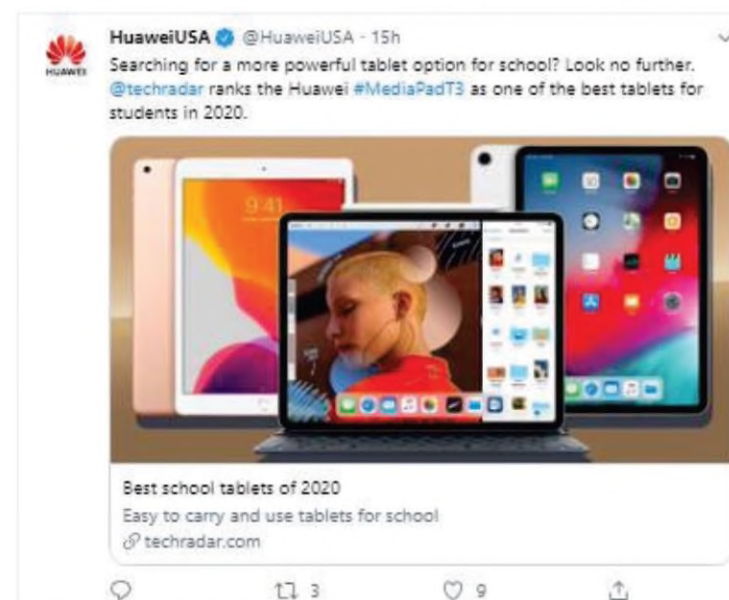 HuaweiUSA @HuaweiUSA · 15h
HUAWEI
Searching for a more powerful tablet option for school? Look no further.
@techradar ranks the Huawei #MediaPadT3 as one of the best tablets for
students in 2020.
9:41
Best school tablets of 2020
Easy to carry and use tablets for school
techradar.com
3
9